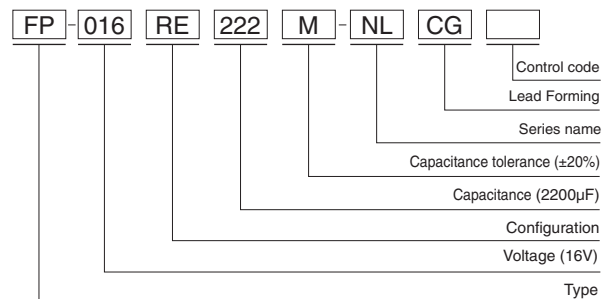 FP-016 RE 222 M-NL CG
Control code
Lead Forming
Series name
Capacitance tolerance (±20%)
Capacitance (2200µF)
Configuration
Voltage (16V)
Type